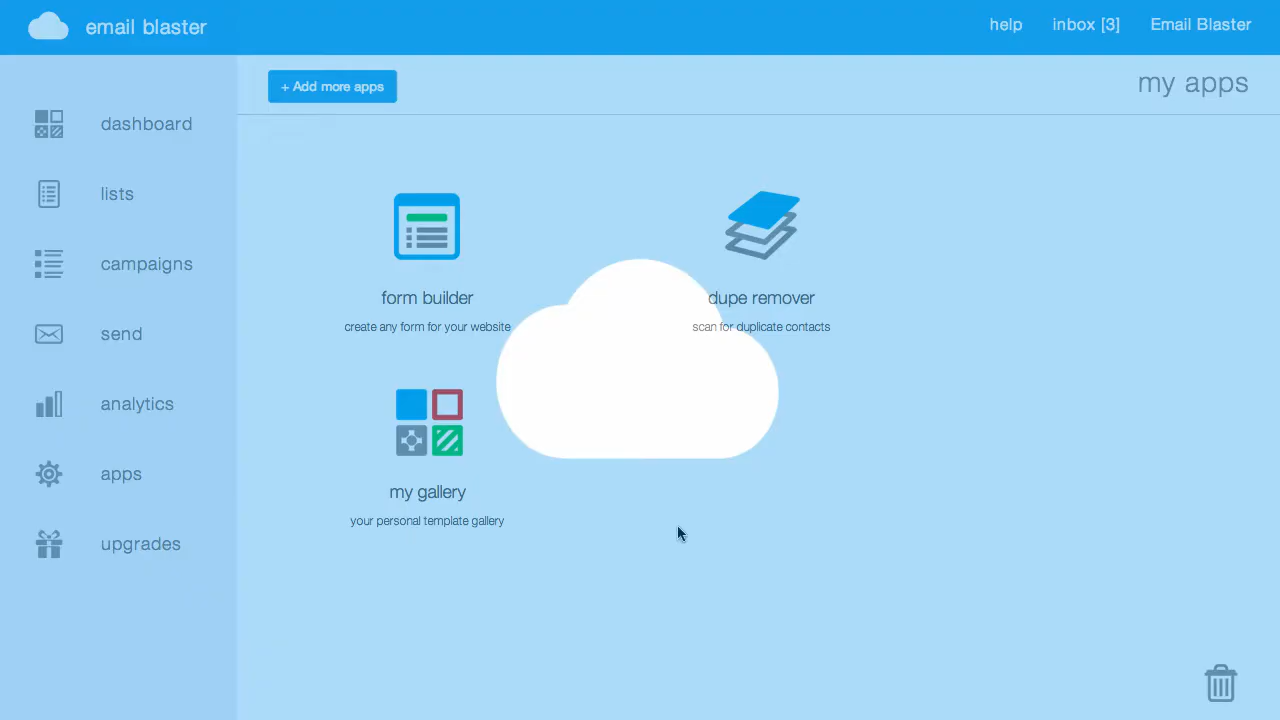 email blaster
help
inbox [3]
Email Blaster
+ Add more apps
my apps
dashboard
lists
campaigns
send
analytics
apps
upgrades
form builder
create any form for your website
dupe remover
scan for duplicate contacts
my gallery
your personal template gallery